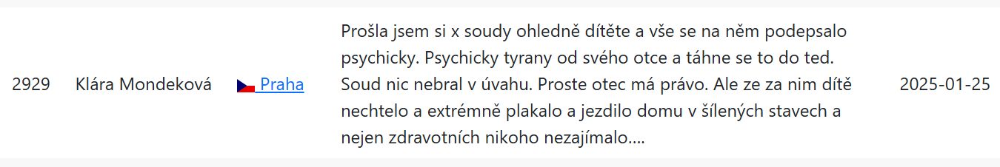 Prošla jsem si x soudy ohledně dítěte a vše se na něm podepsalo
psychicky. Psychicky tyrany od svého otce a táhne se to do ted.
2929 Klára Mondeková Praha Soud nic nebral v úvahu. Proste otec má právo. Ale ze za nim dítě 2025-01-25
nechtelo a extrémně plakalo a jezdilo domu v šílených stavech a
nejen zdravotních nikoho nezajímalo....